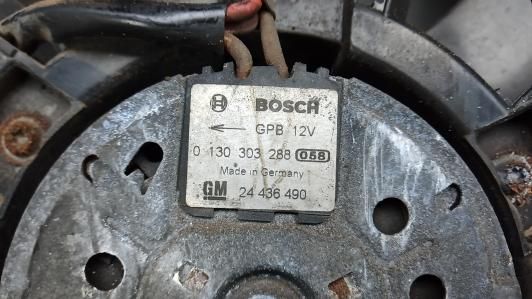 BOSCH
GPB 12V
0 130 303 288 058
Made in Germany
GM 24 436 490